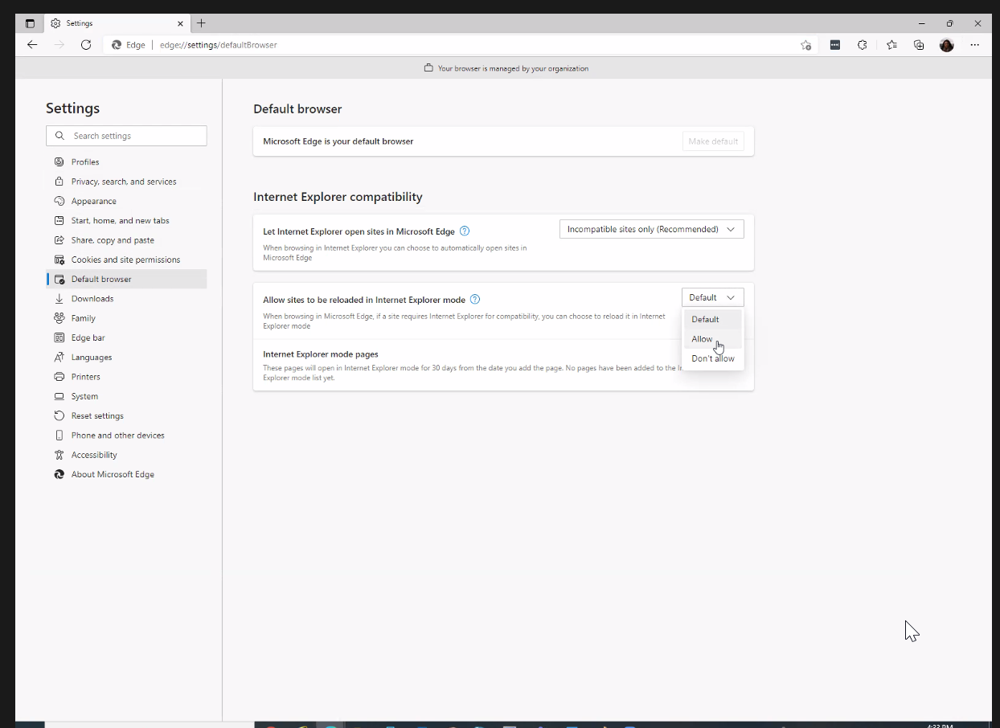 Settings
Edge
edge://settings/defaultBrowser
Your browser is managed by your organization
Settings
Search settings
Profiles
Privacy, search, and services
Appearance
Start, home, and new tabs
Share, copy and paste
Cookies and site permissions
Default browser
Downloads
Family
Edge bar
Languages
Printers
System
Reset settings
Phone and other devices
Accessibility
About Microsoft Edge
Default browser
Microsoft Edge is your default browser
Make default
Internet Explorer compatibility
Let Internet Explorer open sites in Microsoft Edge
Incompatible sites only (Recommended)
When browsing in Internet Explorer you can choose to automatically open sites in
Microsoft Edge
Allow sites to be reloaded in Internet Explorer mode
Default
When browsing in Microsoft Edge, if a site requires Internet Explorer for compatibility, you can choose to reload it in Internet
Explorer mode
Default
Allow
Don't allow
Internet Explorer mode pages
These pages will open in Internet Explorer mode for 30 days from the date you add the page. No pages have been added to the
Explorer mode list yet.